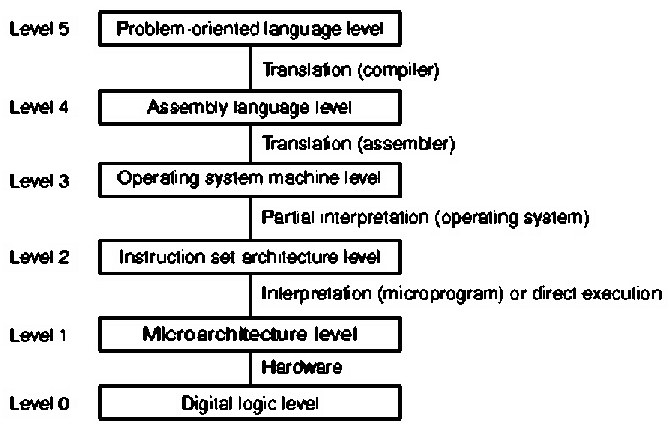 Level 5 Problem-oriented language level
Translation (compiler)
Level 4 Assembly language level
Translation (assembler)
Level 3 Operating system machine level
Partial interpretation (operating system)
Level 2 Instruction set architecture level
Interpretation (microprogram) or direct execution
Level 1 Microarchitecture level
Hardware
Level 0 Digital logic level